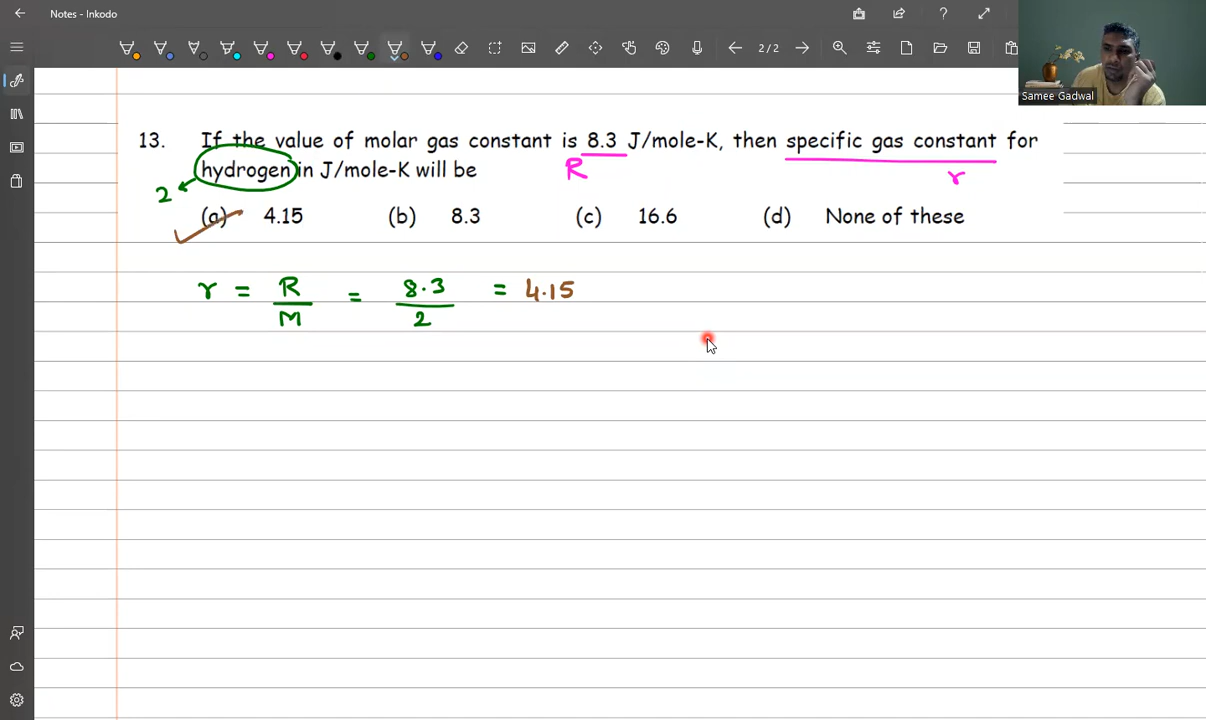 Notes - Inkodo
2/2
Samee Gadwal
13. If the value of molar gas constant is 8.3 J/mole-K, then specific gas constant for
hydrogen in J/mole-K will be
R
r
2
(a) 4.15 (b) 8.3 (c) 16.6 (d) None of these
r = R/M = 8.3/2 = 4.15